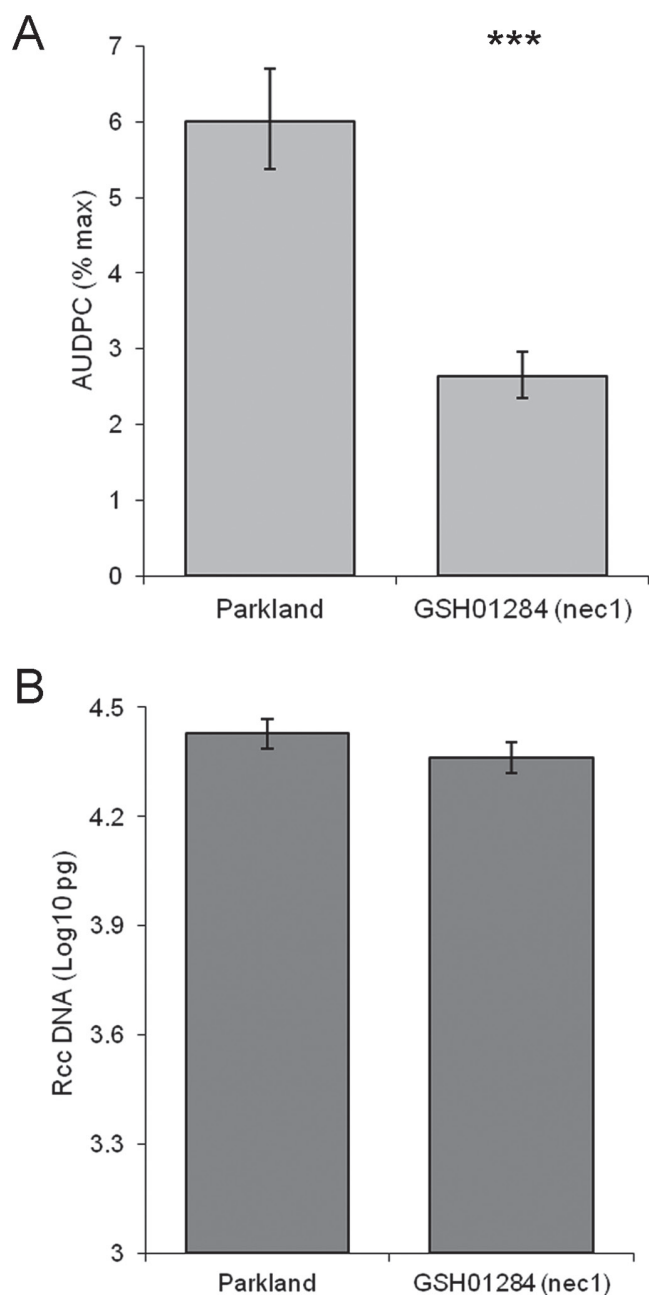 A
***
7
6
5
4
3
2
1
0
AUDPC (% max)
Parkland
GSH01284 (nec1)
B
4.5
4.2
3.9
3.6
3.3
3
Rcc DNA (Log10 pg)
Parkland
GSH01284 (nec1)